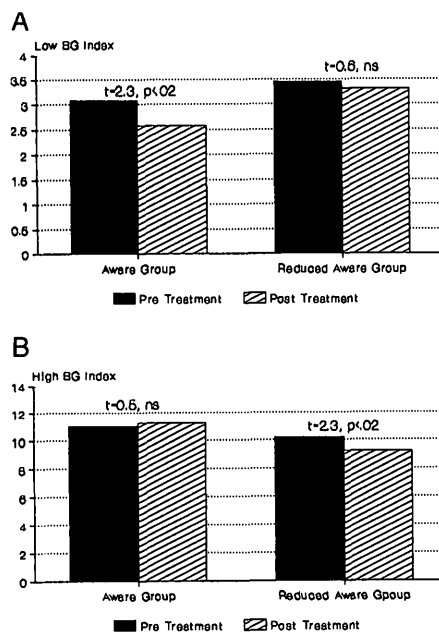 A
Low BG Index
t=2.3, p<.02
t=0.6, ns
4
3.5
3
2.5
2
1.5
1
0.5
0
Aware Group
Reduced Aware Group
Pre Treatment
Post Treatment
B
High BG Index
t=0.5, ns
t=2.3, p<.02
14
12
10
8
6
4
2
0
Aware Group
Reduced Aware Gpoup
Pre Treatment
Post Treatment